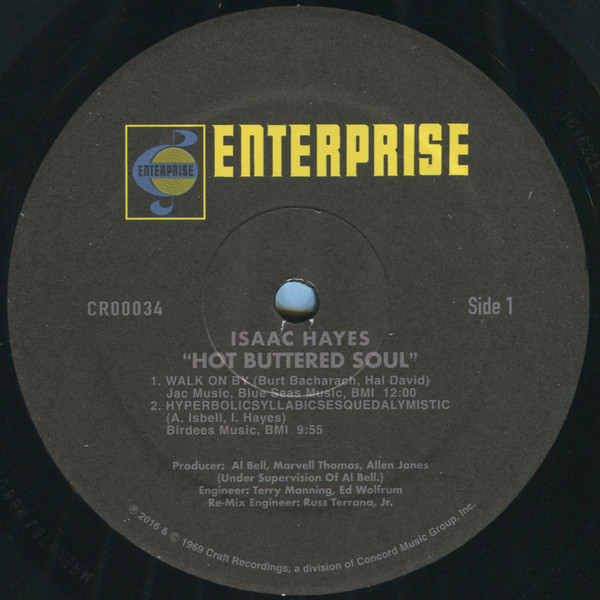 ENTERPRISE
ENTERPRISE
CR00034
Side 1
ISAAC HAYES
“HOT BUTTERED SOUL”
1. WALK ON BY (Burt Bacharach, Hal David)
Jac Music, Blue Seas Music, BMI 12:00
2. HYPERBOLICSYLLABICSESQUEDALYMISTIC
(A. Isbell, I. Hayes)
Birdees Music, BMI 9:55
Producer: Al Bell, Marvell Thomas, Allen Jones
(Under Supervision Of Al Bell.)
Engineer: Terry Manning, Ed Wolfrum
Re-Mix Engineer: Russ Terrana, Jr.
℗ 2016 & © 1969 Craft Recordings, a division of Concord Music Group, Inc.